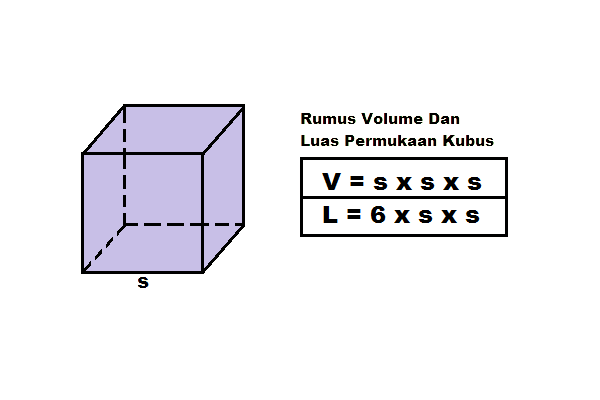 Rumus Volume Dan
Luas Permukaan Kubus
V = s x s x s
L = 6 x s x s
s